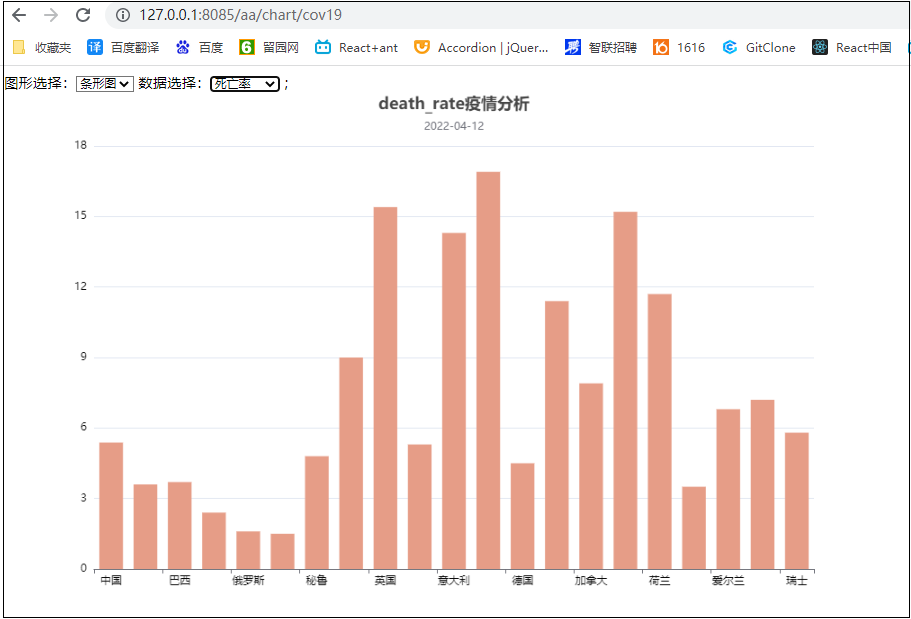 127.0.0.1:8085/aa/chart/cov19
收藏夹 译 百度翻译 百度 6 留园网 React+ant Accordion | jQuer... 智联招聘 1616 GitClone React中国
图形选择：条形图 数据选择：死亡率 ；
death_rate疫情分析
2022-04-12
18
15
12
9
6
3
0
中国 巴西 俄罗斯 秘鲁 英国 意大利 德国 加拿大 荷兰 爱尔兰 瑞士